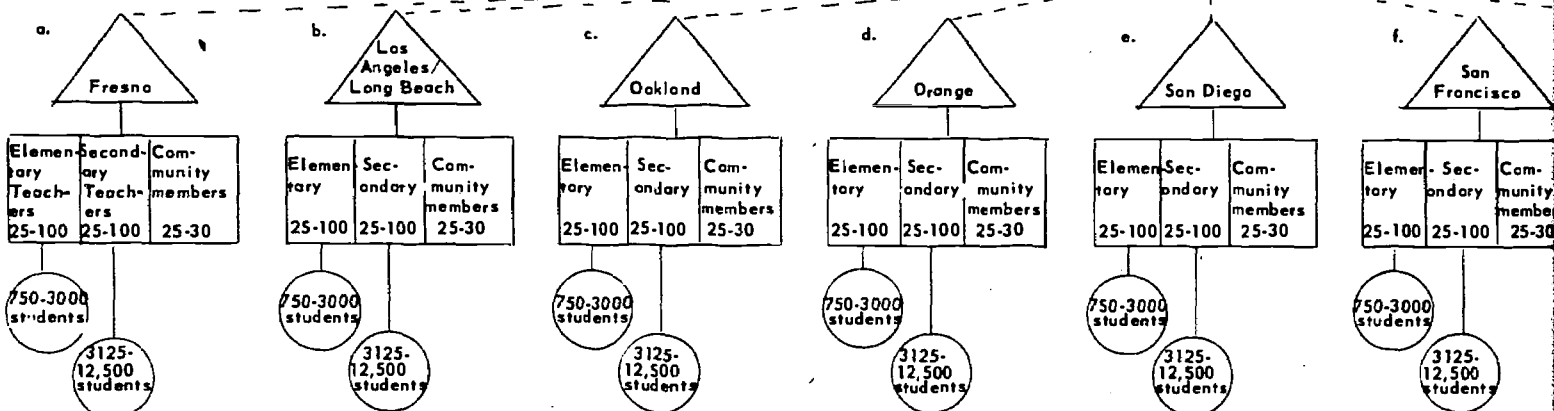 a.
Fresno
Elemen-
tary
Teach-
ers
25-100
Second-
ary
Teach-
ers
25-100
Com-
munity
members
25-30
750-3000
students
3125-
12,500
students
b.
Los
Angeles/
Long Beach
Elemen-
tary
25-100
Sec-
ondary
25-100
Com-
munity
members
25-30
750-3000
students
3125-
12,500
students
c.
Oakland
Elemen-
tary
25-100
Sec-
ondary
25-100
Com-
munity
members
25-30
750-3000
students
3125-
12,500
students
d.
Orange
Elemen-
tary
25-100
Sec-
ondary
25-100
Com-
munity
members
25-30
750-3000
students
3125-
12,500
students
e.
San Diego
Elemen-
tary
25-100
Sec-
ondary
25-100
Com-
munity
members
25-30
750-3000
students
3125-
12,500
students
f.
San
Francisco
Elemen-
tary
25-100
Sec-
ondary
25-100
Com-
munity
member
25-30
750-3000
students
3125-
12,500
students